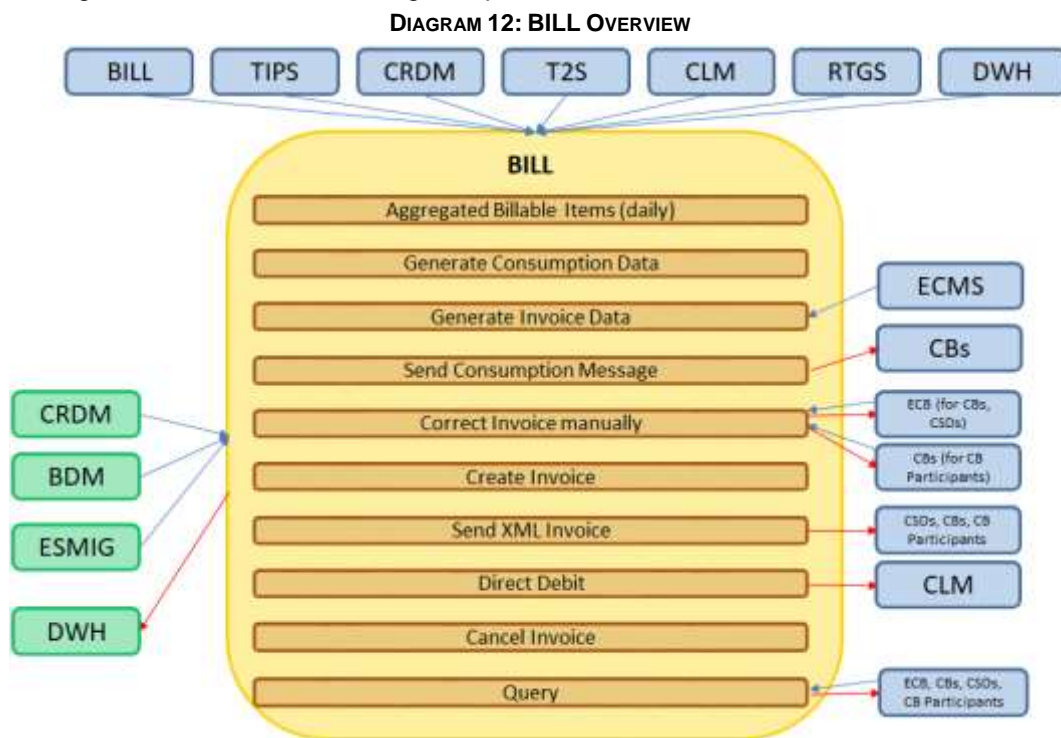 DIAGRAM 12: BILL OVERVIEW
BILL
TIPS
CRDM
T2S
CLM
RTGS
DWH
BILL
Aggregated Billable Items (daily)
Generate Consumption Data
Generate Invoice Data
Send Consumption Message
Correct Invoice manually
Create Invoice
Send XML Invoice
Direct Debit
Cancel Invoice
Query
CRDM
BDM
ESMIG
DWH
ECMS
CBs
ECB (for CBs,
CSDs)
CBs (for CB
Participants)
CSDs, CBs, CB
Participants
CLM
ECB, CBs, CSDs,
CB Participants